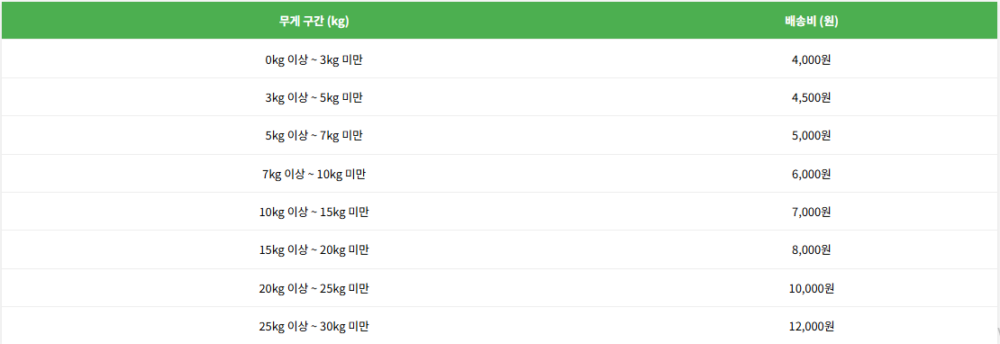 무게 구간 (kg) 배송비 (원)
0kg 이상 ~ 3kg 미만 4,000원
3kg 이상 ~ 5kg 미만 4,500원
5kg 이상 ~ 7kg 미만 5,000원
7kg 이상 ~ 10kg 미만 6,000원
10kg 이상 ~ 15kg 미만 7,000원
15kg 이상 ~ 20kg 미만 8,000원
20kg 이상 ~ 25kg 미만 10,000원
25kg 이상 ~ 30kg 미만 12,000원